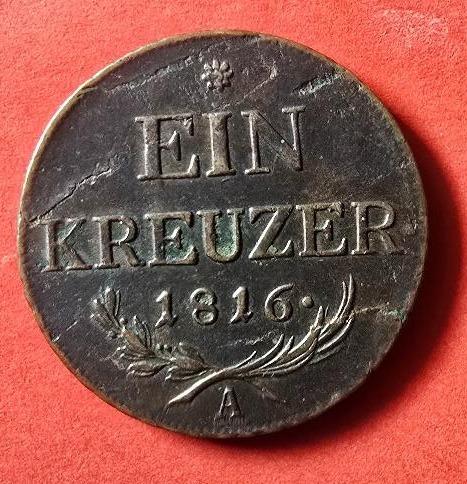 EIN
KREUZER
1816.
A